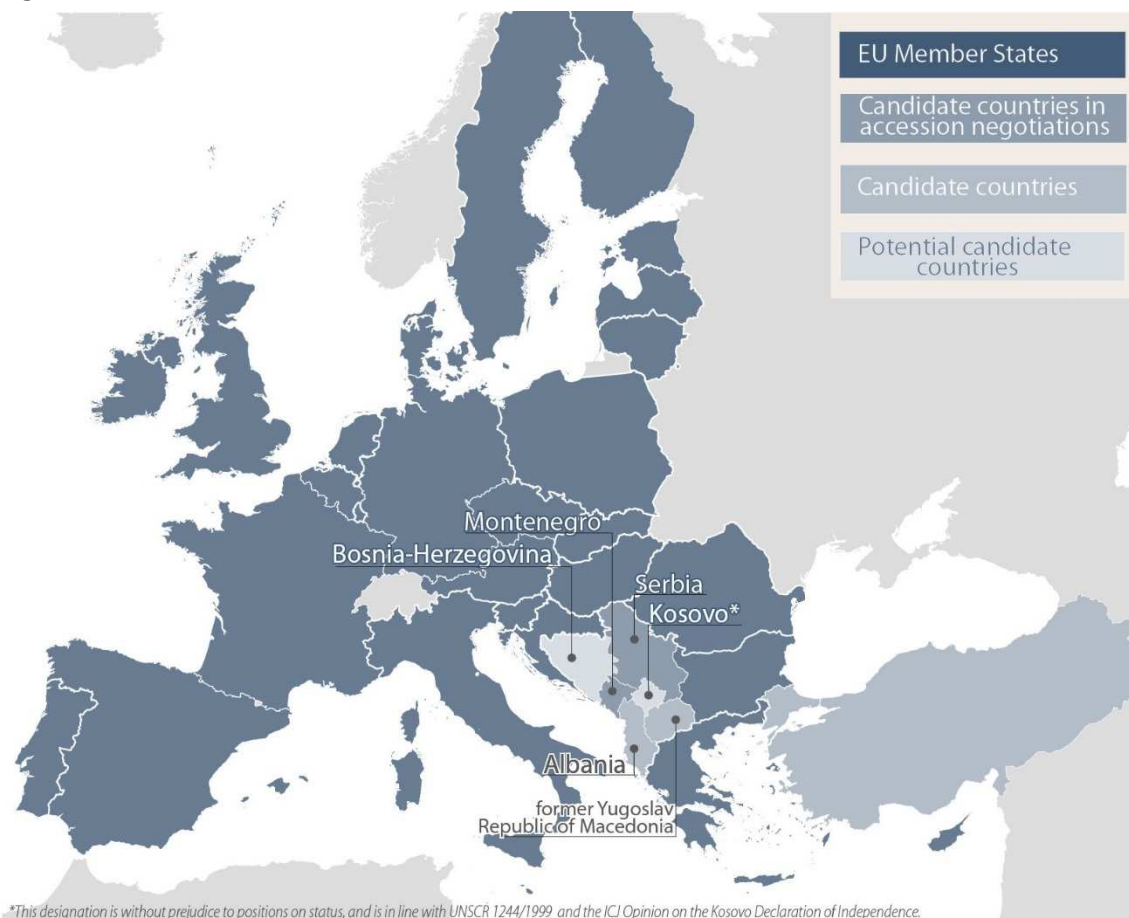 EU Member States
Candidate countries in
accession negotiations
Candidate countries
Potential candidate
countries
Montenegro
Bosnia-Herzegovina
Serbia
Kosovo*
Albania
former Yugoslav
Republic of Macedonia
*This designation is without prejudice to positions on status, and is in line with UNSCR 1244/1999 and the ICJ Opinion on the Kosovo Declaration of Independence.